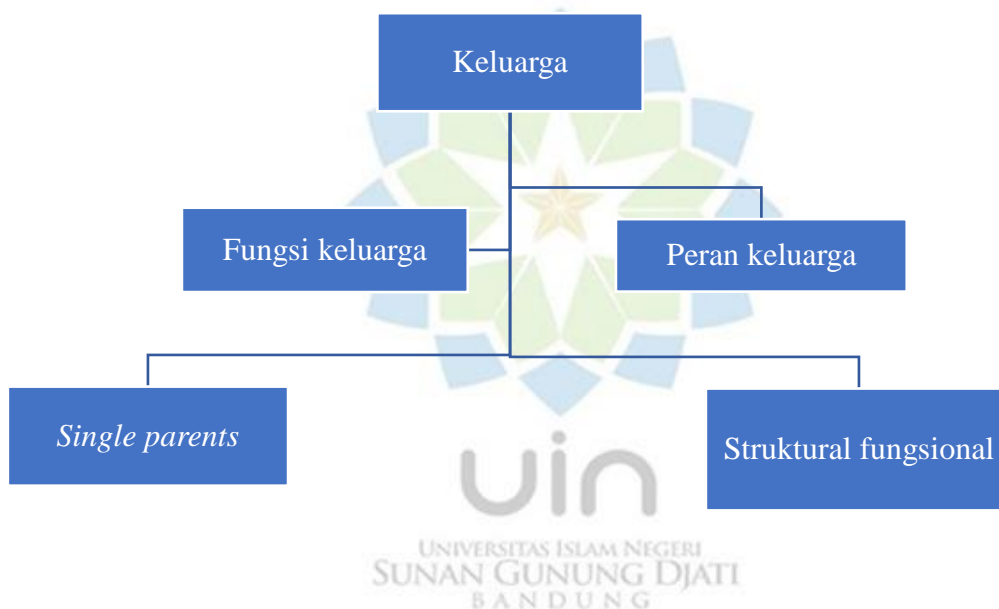 Keluarga
Fungsi keluarga
Peran keluarga
Single parents
Struktural fungsional
uin
UNIVERSITAS ISLAM NEGERI
SUNAN GUNUNG DJATI
BANDUNG